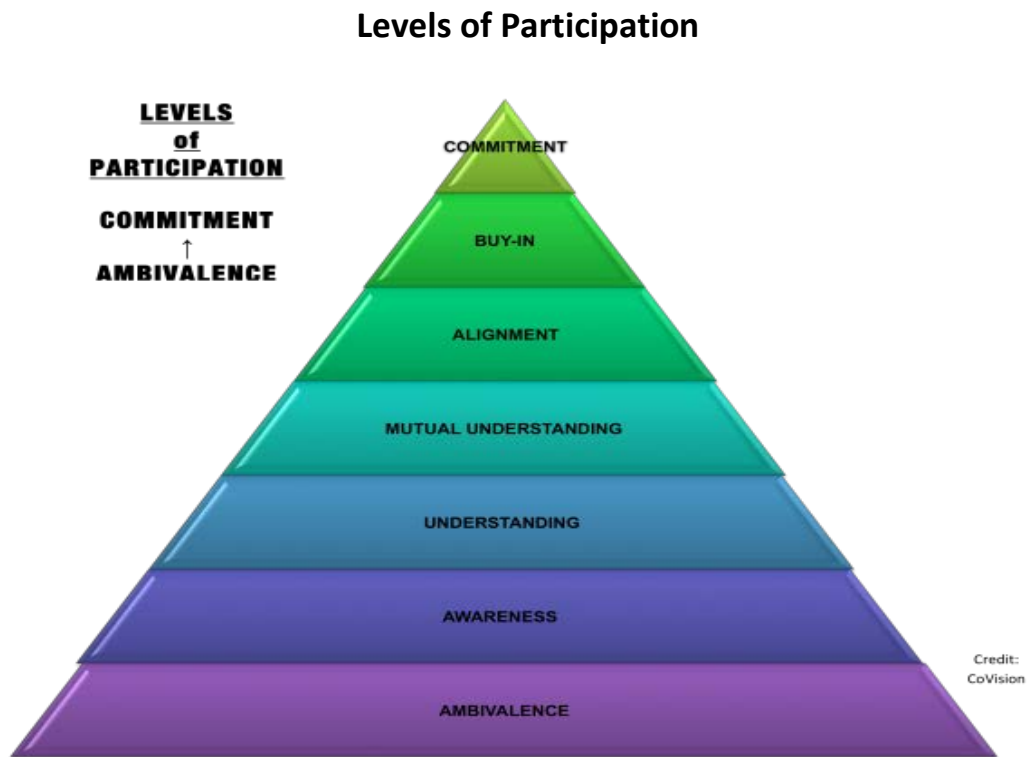 Levels of Participation
LEVELS
of
PARTICIPATION
COMMITMENT
↑
AMBIVALENCE
COMMITMENT
BUY-IN
ALIGNMENT
MUTUAL UNDERSTANDING
UNDERSTANDING
AWARENESS
AMBIVALENCE
Credit:
CoVision